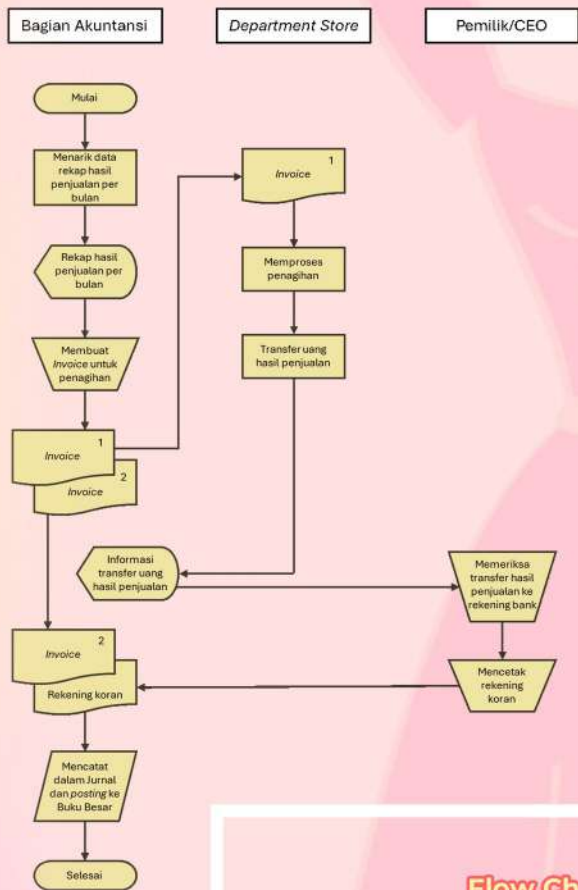 Bagian Akuntansi
Department Store
Pemilik/CEO
Mulai
Menarik data
rekap hasil
penjualan per
bulan
Rekap hasil
penjualan per
bulan
Membuat
Invoice untuk
penagihan
1
Invoice
2
Invoice
1
Invoice
Memproses
penagihan
Transfer uang
hasil penjualan
Informasi
transfer uang
hasil penjualan
Memeriksa
transfer hasil
penjualan ke
rekening bank
Mencetak
rekening
koran
2
Invoice
Rekening koran
Mencatat
dalam Jurnal
dan posting ke
Buku Besar
Selesai
Flow